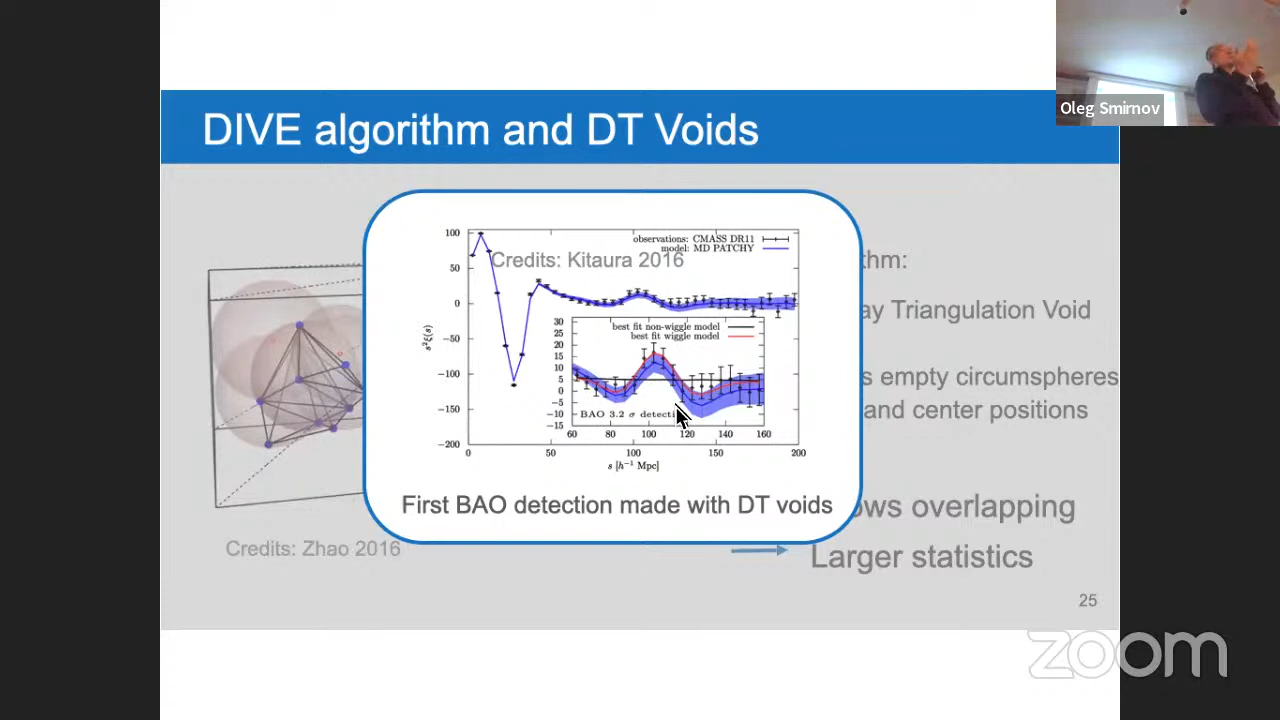 Oleg Smirnov
DIVE algorithm and DT Voids
100
50
0
−50
−100
−150
−200
s²ξ(s)
observations: CMASS DR11
model: MD PATCHY
Credits: Kitaura 2016
30
25
20
15
10
5
0
−5
−10
−15
best fit non-wiggle model
best fit wiggle model
BAO 3.2 σ
60 80 100 120 140 160
0 50 100 150 200
s [h⁻¹ Mpc]
First BAO detection made with DT voids
Triangulation Void
empty circumspheres
and center positions
overlapping
Larger statistics
Credits: Zhao 2016
25
zoom